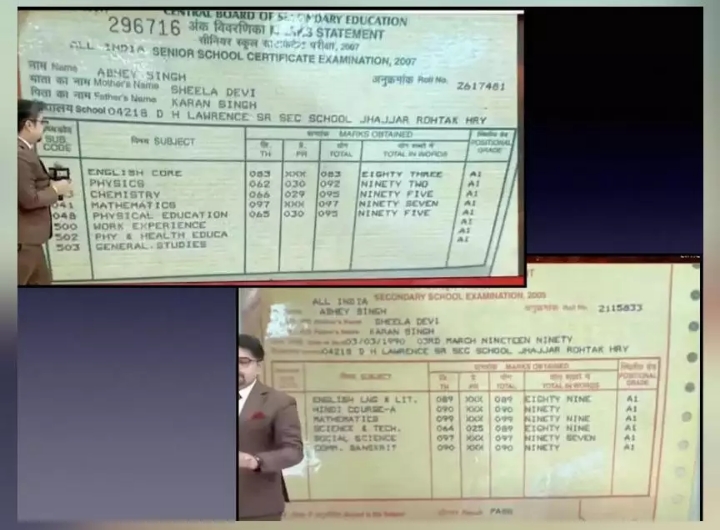 CENTRAL BOARD OF SECONDARY EDUCATION
296716 अंक विवरणिका MARKS STATEMENT
सीनियर स्कूल परीक्षा, 2007
ALL INDIA SENIOR SCHOOL CERTIFICATE EXAMINATION, 2007
नाम Name ABHEY SINGH अनुक्रमांक Roll No. 2617481
माता का नाम Mother's Name SHEELA DEVI
पिता का नाम Father's Name KARAN SINGH
School 04218 D H LAWRENCE SR SEC SCHOOL JHAJJAR ROHTAK HRY
SUB. CODE विषय SUBJECT MARKS OBTAINED POSITIONAL GRADE
TH PR योग TOTAL TOTAL IN WORDS
ENGLISH CORE 083 XXX 083 EIGHTY THREE A1
PHYSICS 062 030 092 NINETY TWO A1
CHEMISTRY 066 029 095 NINETY FIVE A1
041 MATHEMATICS 097 XXX 097 NINETY SEVEN A1
048 PHYSICAL EDUCATION 065 030 095 NINETY FIVE A1
500 WORK EXPERIENCE A1
502 PHY & HEALTH EDUCA A1
503 GENERAL STUDIES A1
ALL INDIA SECONDARY SCHOOL EXAMINATION, 2005
ABHEY SINGH Roll No. 2115833
Mother's Name SHEELA DEVI
Father's Name KARAN SINGH
03/03/1990 03RD MARCH NINETEEN NINETY
04218 D H LAWRENCE SR SEC SCHOOL JHAJJAR ROHTAK HRY
विषय SUBJECT MARKS OBTAINED POSITIONAL GRADE
TH PR योग TOTAL TOTAL IN WORDS
ENGLISH LNG & LIT. 089 XXX 089 EIGHTY NINE A1
HINDI COURSE-A 090 XXX 090 NINETY A1
MATHEMATICS 099 XXX 099 NINETY NINE A1
SCIENCE & TECH. 064 025 089 EIGHTY NINE A1
SOCIAL SCIENCE 097 XXX 097 NINETY SEVEN A1
COMM. SANSKRIT 090 XXX 090 NINETY A1
Result PASS